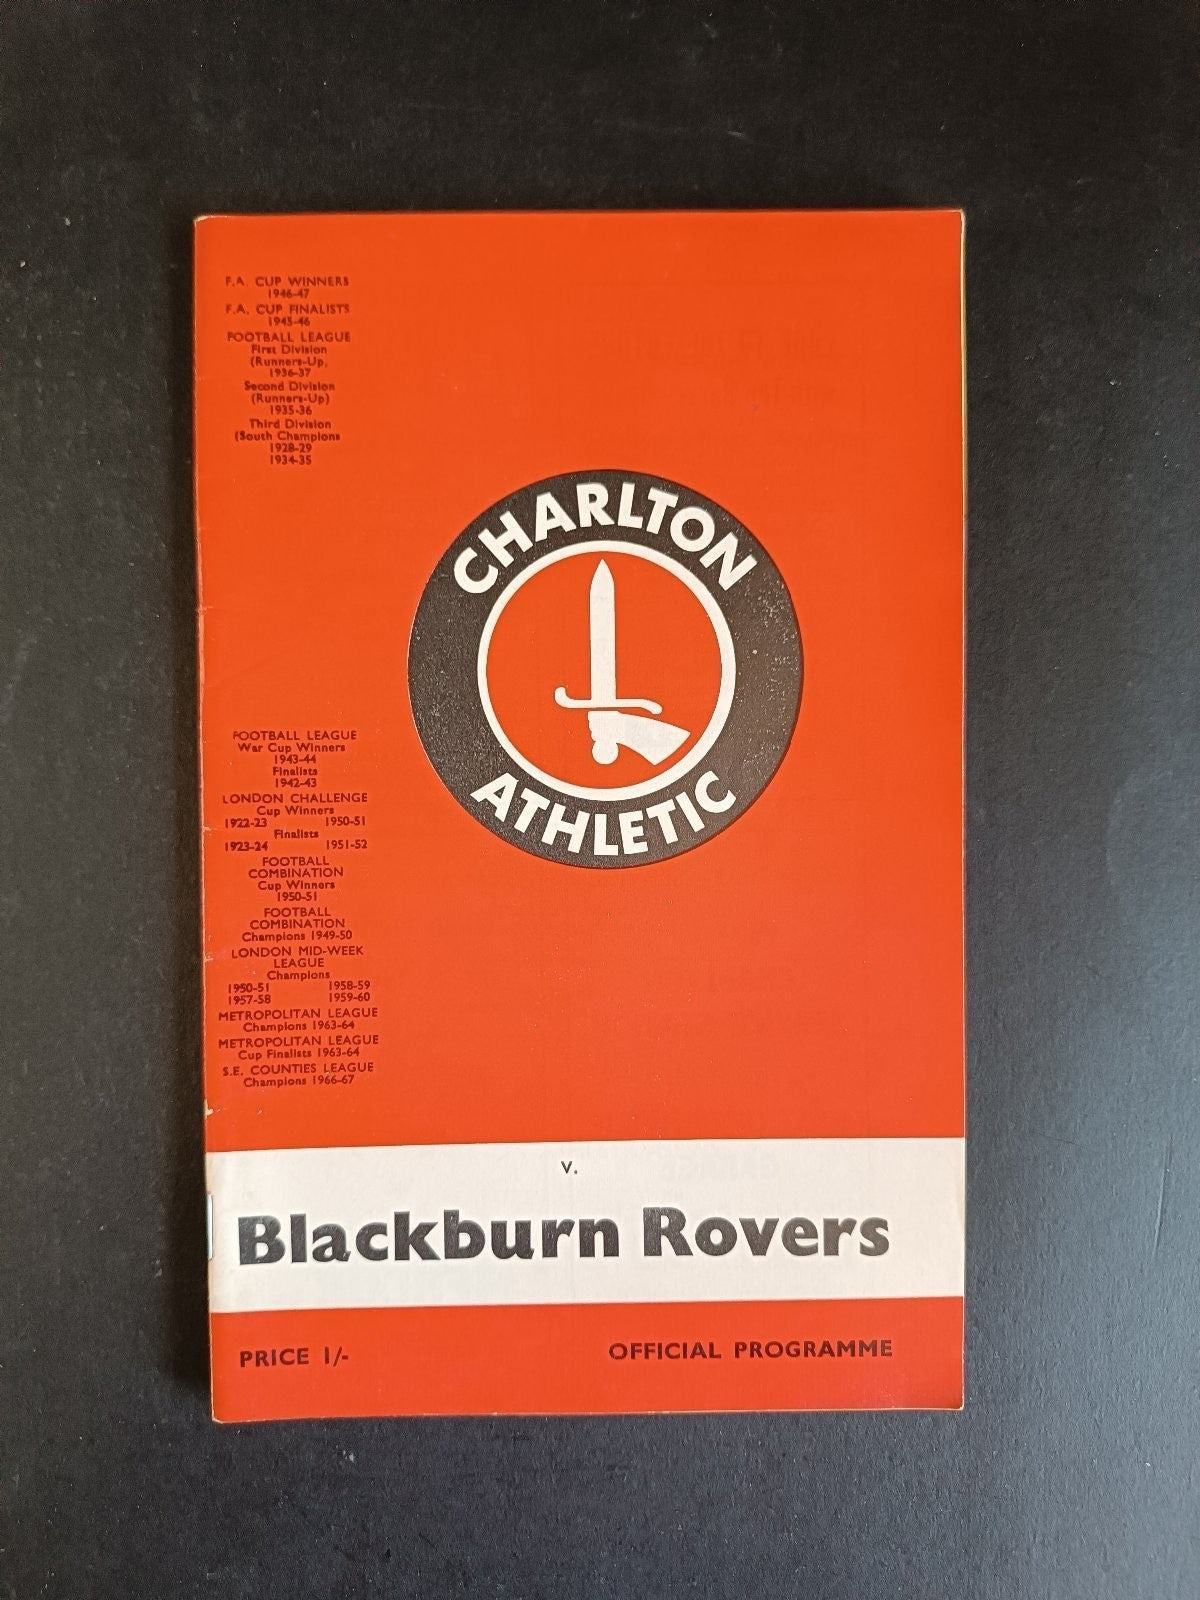 F.A. CUP WINNERS
1946-47
F.A. CUP FINALISTS
1945-46
FOOTBALL LEAGUE
First Division
(Runners-Up,
1936-37
Second Division
(Runners-Up)
1935-36
Third Division
(South Champions
1928-29
1934-35
CHARLTON
ATHLETIC
FOOTBALL LEAGUE
War Cup Winners
1943-44
Finalists
1942-43
LONDON CHALLENGE
Cup Winners
1922-23 1950-51
Finalists
1923-24 1951-52
FOOTBALL
COMBINATION
Cup Winners
1950-51
FOOTBALL
COMBINATION
Champions 1949-50
LONDON MID-WEEK
LEAGUE
Champions
1950-51 1958-59
1957-58 1959-60
METROPOLITAN LEAGUE
Champions 1963-64
METROPOLITAN LEAGUE
Cup Finalists 1963-64
S.E. COUNTIES LEAGUE
Champions 1966-67
v.
Blackburn Rovers
PRICE 1/-
OFFICIAL PROGRAMME